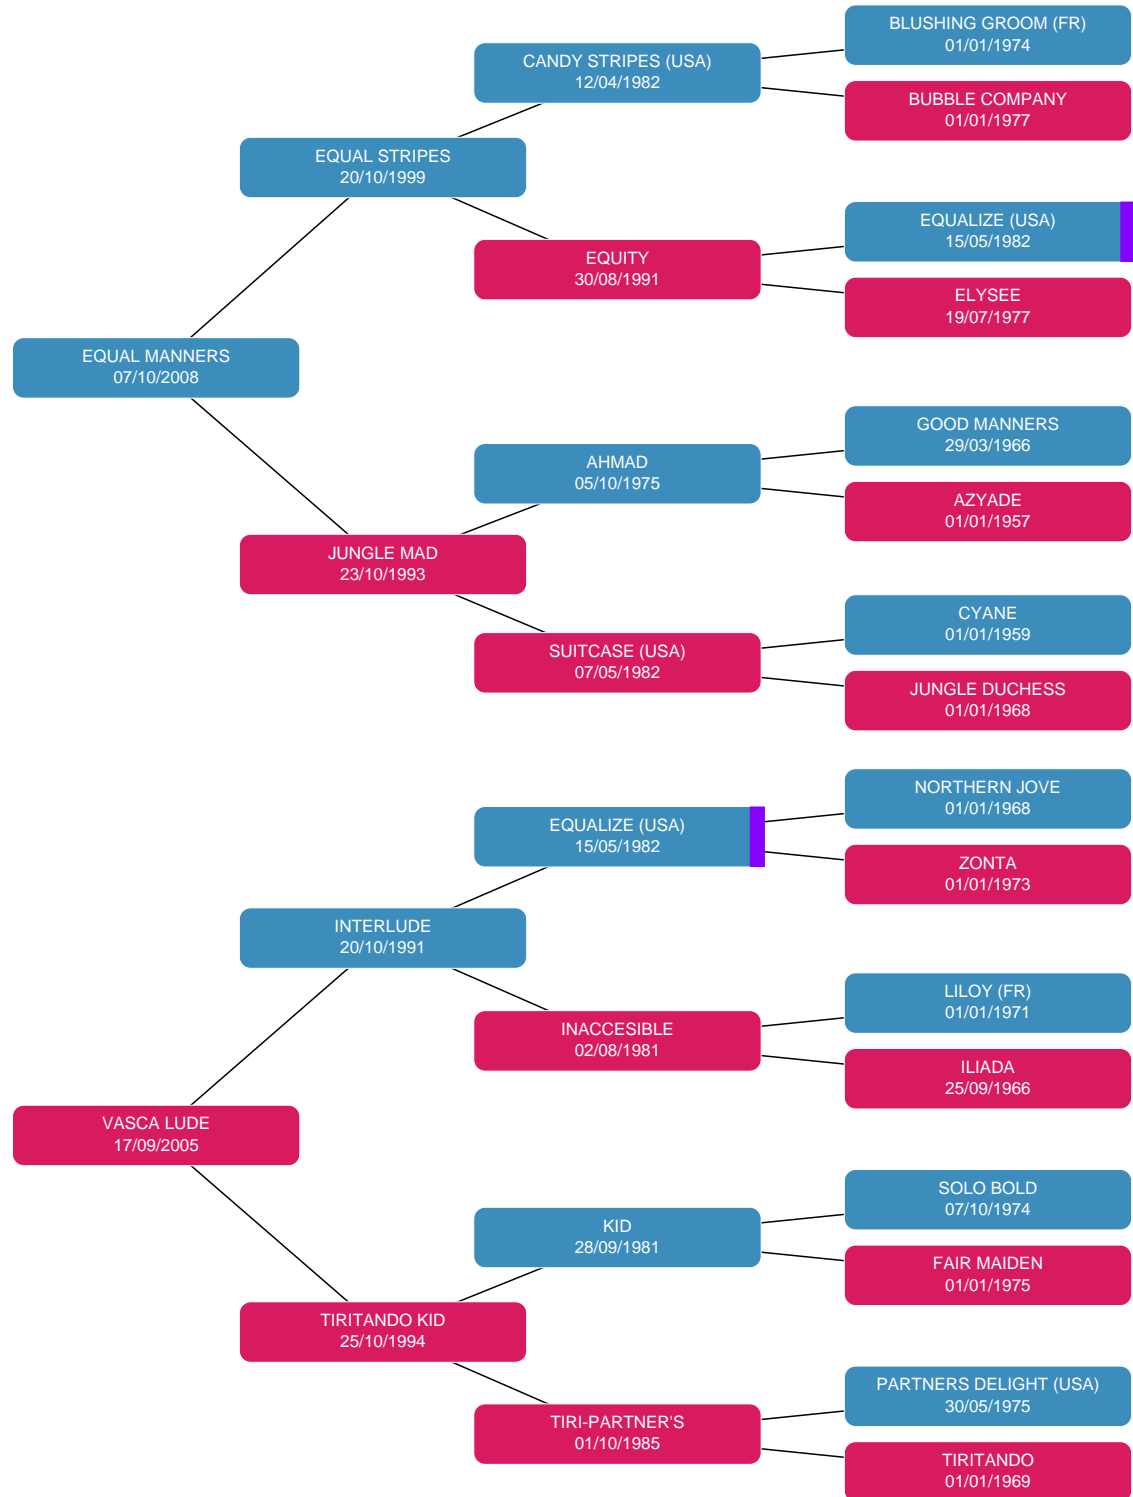 BLUSHING GROOM (FR)
01/01/1974
CANDY STRIPES (USA)
12/04/1982
BUBBLE COMPANY
01/01/1977
EQUAL STRIPES
20/10/1999
EQUALIZE (USA)
15/05/1982
EQUITY
30/08/1991
ELYSEE
19/07/1977
EQUAL MANNERS
07/10/2008
GOOD MANNERS
29/03/1966
AHMAD
05/10/1975
AZYADE
01/01/1957
JUNGLE MAD
23/10/1993
CYANE
01/01/1959
SUITCASE (USA)
07/05/1982
JUNGLE DUCHESS
01/01/1968
NORTHERN JOVE
01/01/1968
EQUALIZE (USA)
15/05/1982
ZONTA
01/01/1973
INTERLUDE
20/10/1991
LILOY (FR)
01/01/1971
INACCESIBLE
02/08/1981
ILIADA
25/09/1966
VASCA LUDE
17/09/2005
SOLO BOLD
07/10/1974
KID
28/09/1981
FAIR MAIDEN
01/01/1975
TIRITANDO KID
25/10/1994
PARTNERS DELIGHT (USA)
30/05/1975
TIRI-PARTNER'S
01/10/1985
TIRITANDO
01/01/1969